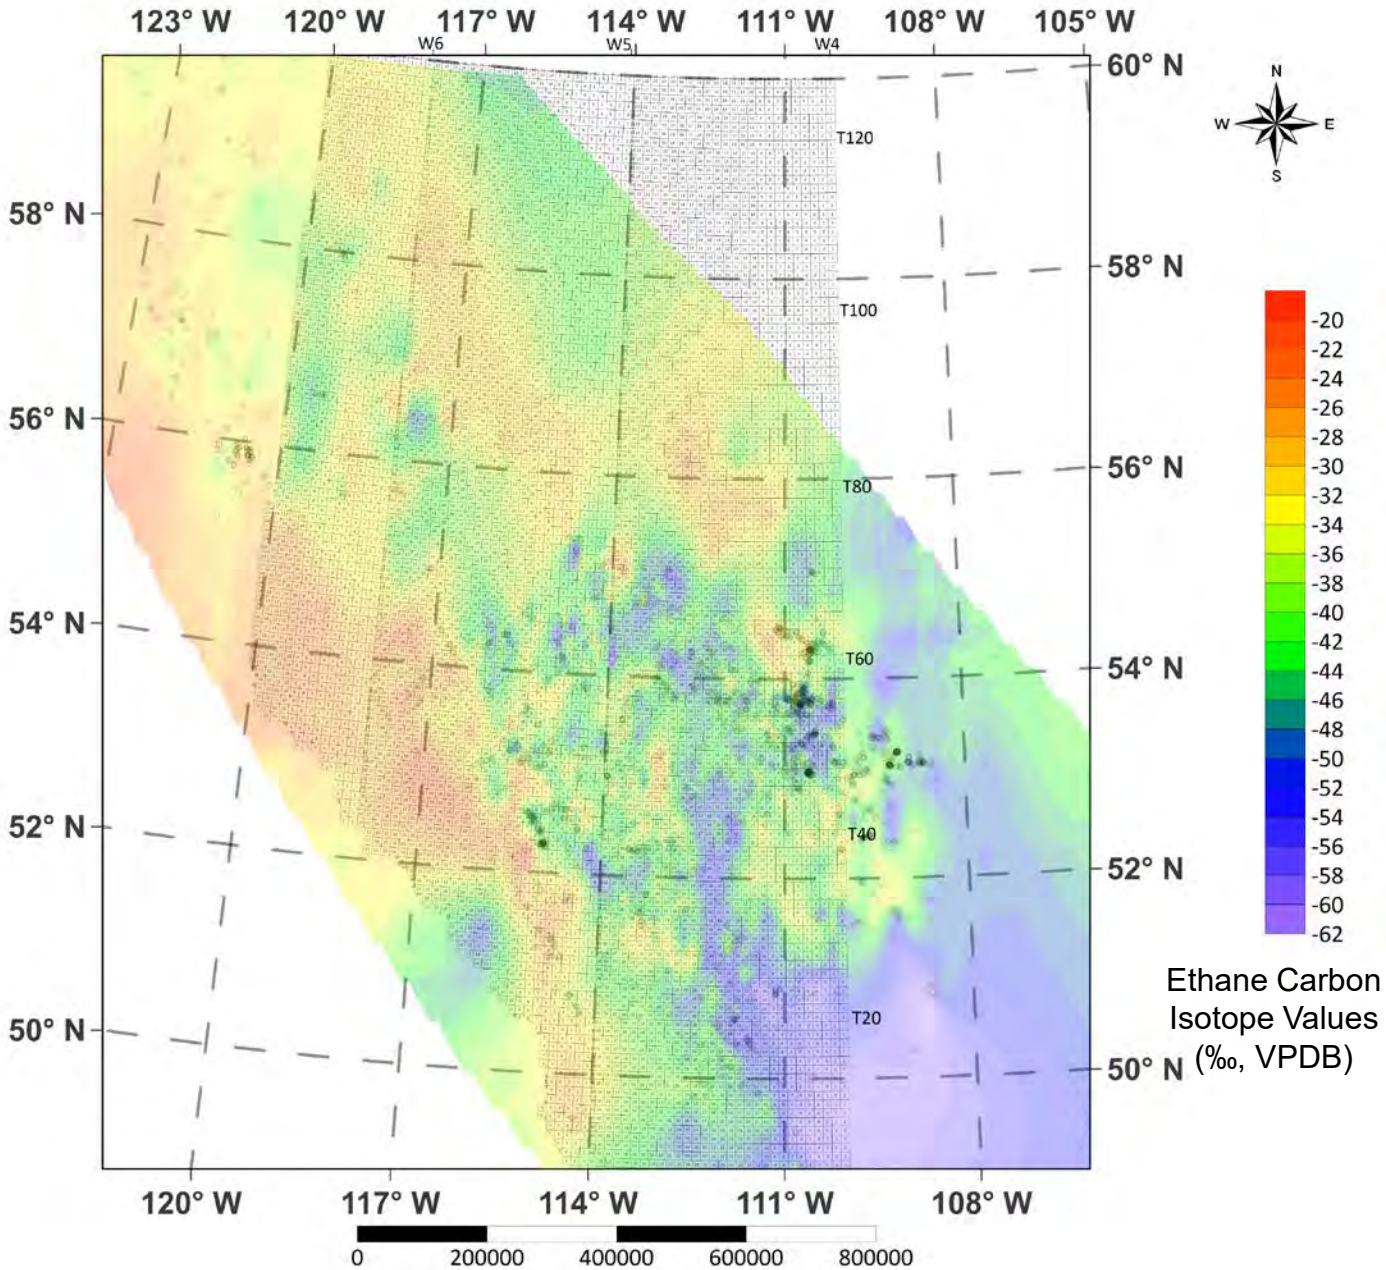 123° W 120° W 117° W 114° W 111° W 108° W 105° W
W6 W5 W4
60° N
N
W E
S
T120
58° N
58° N
T100
-20
-22
-24
-26
-28
-30
-32
-34
-36
-38
-40
-42
-44
-46
-48
-50
-54
-56
-58
-60
-62
56° N
56° N
T80
54° N
T60
54° N
52° N
T40
52° N
Ethane Carbon
Isotope Values
(‰, VPDB)
50° N
T20
50° N
120° W 117° W 114° W 111° W 108° W
0 200000 400000 600000 800000